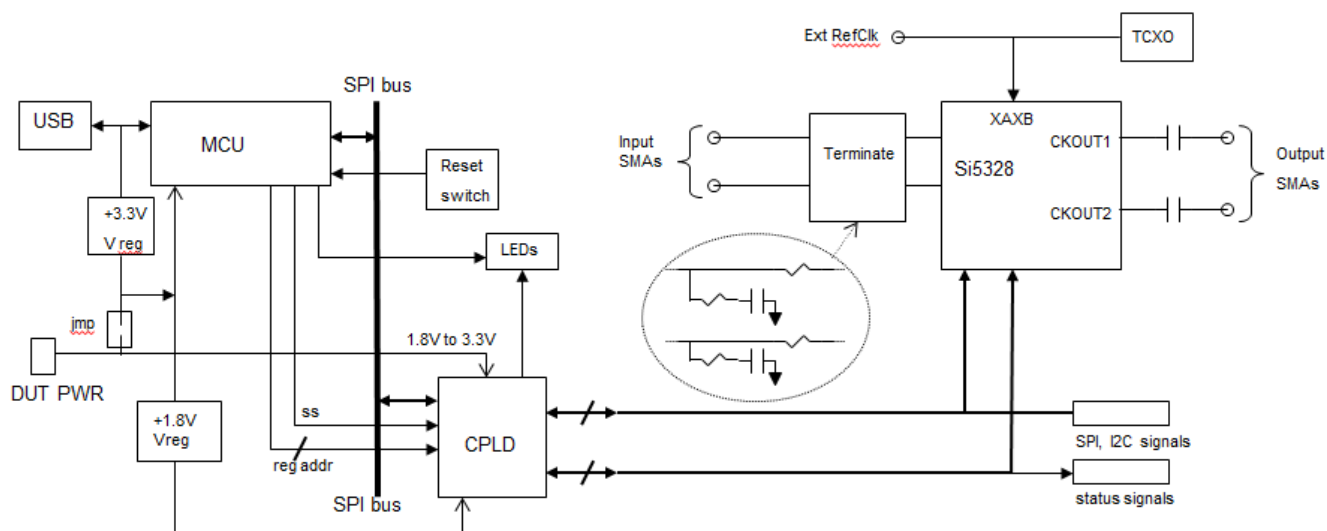 Ext RefClk
TCXO
SPI bus
USB
MCU
Input
SMAs
Terminate
XAXB
Si5328
CKOUT1
CKOUT2
Output
SMAs
Reset
switch
+3.3V
V reg
LEDs
jmp
1.8V to 3.3V
DUT PWR
+1.8V
Vreg
ss
reg addr
CPLD
SPI bus
SPI, I2C signals
status signals